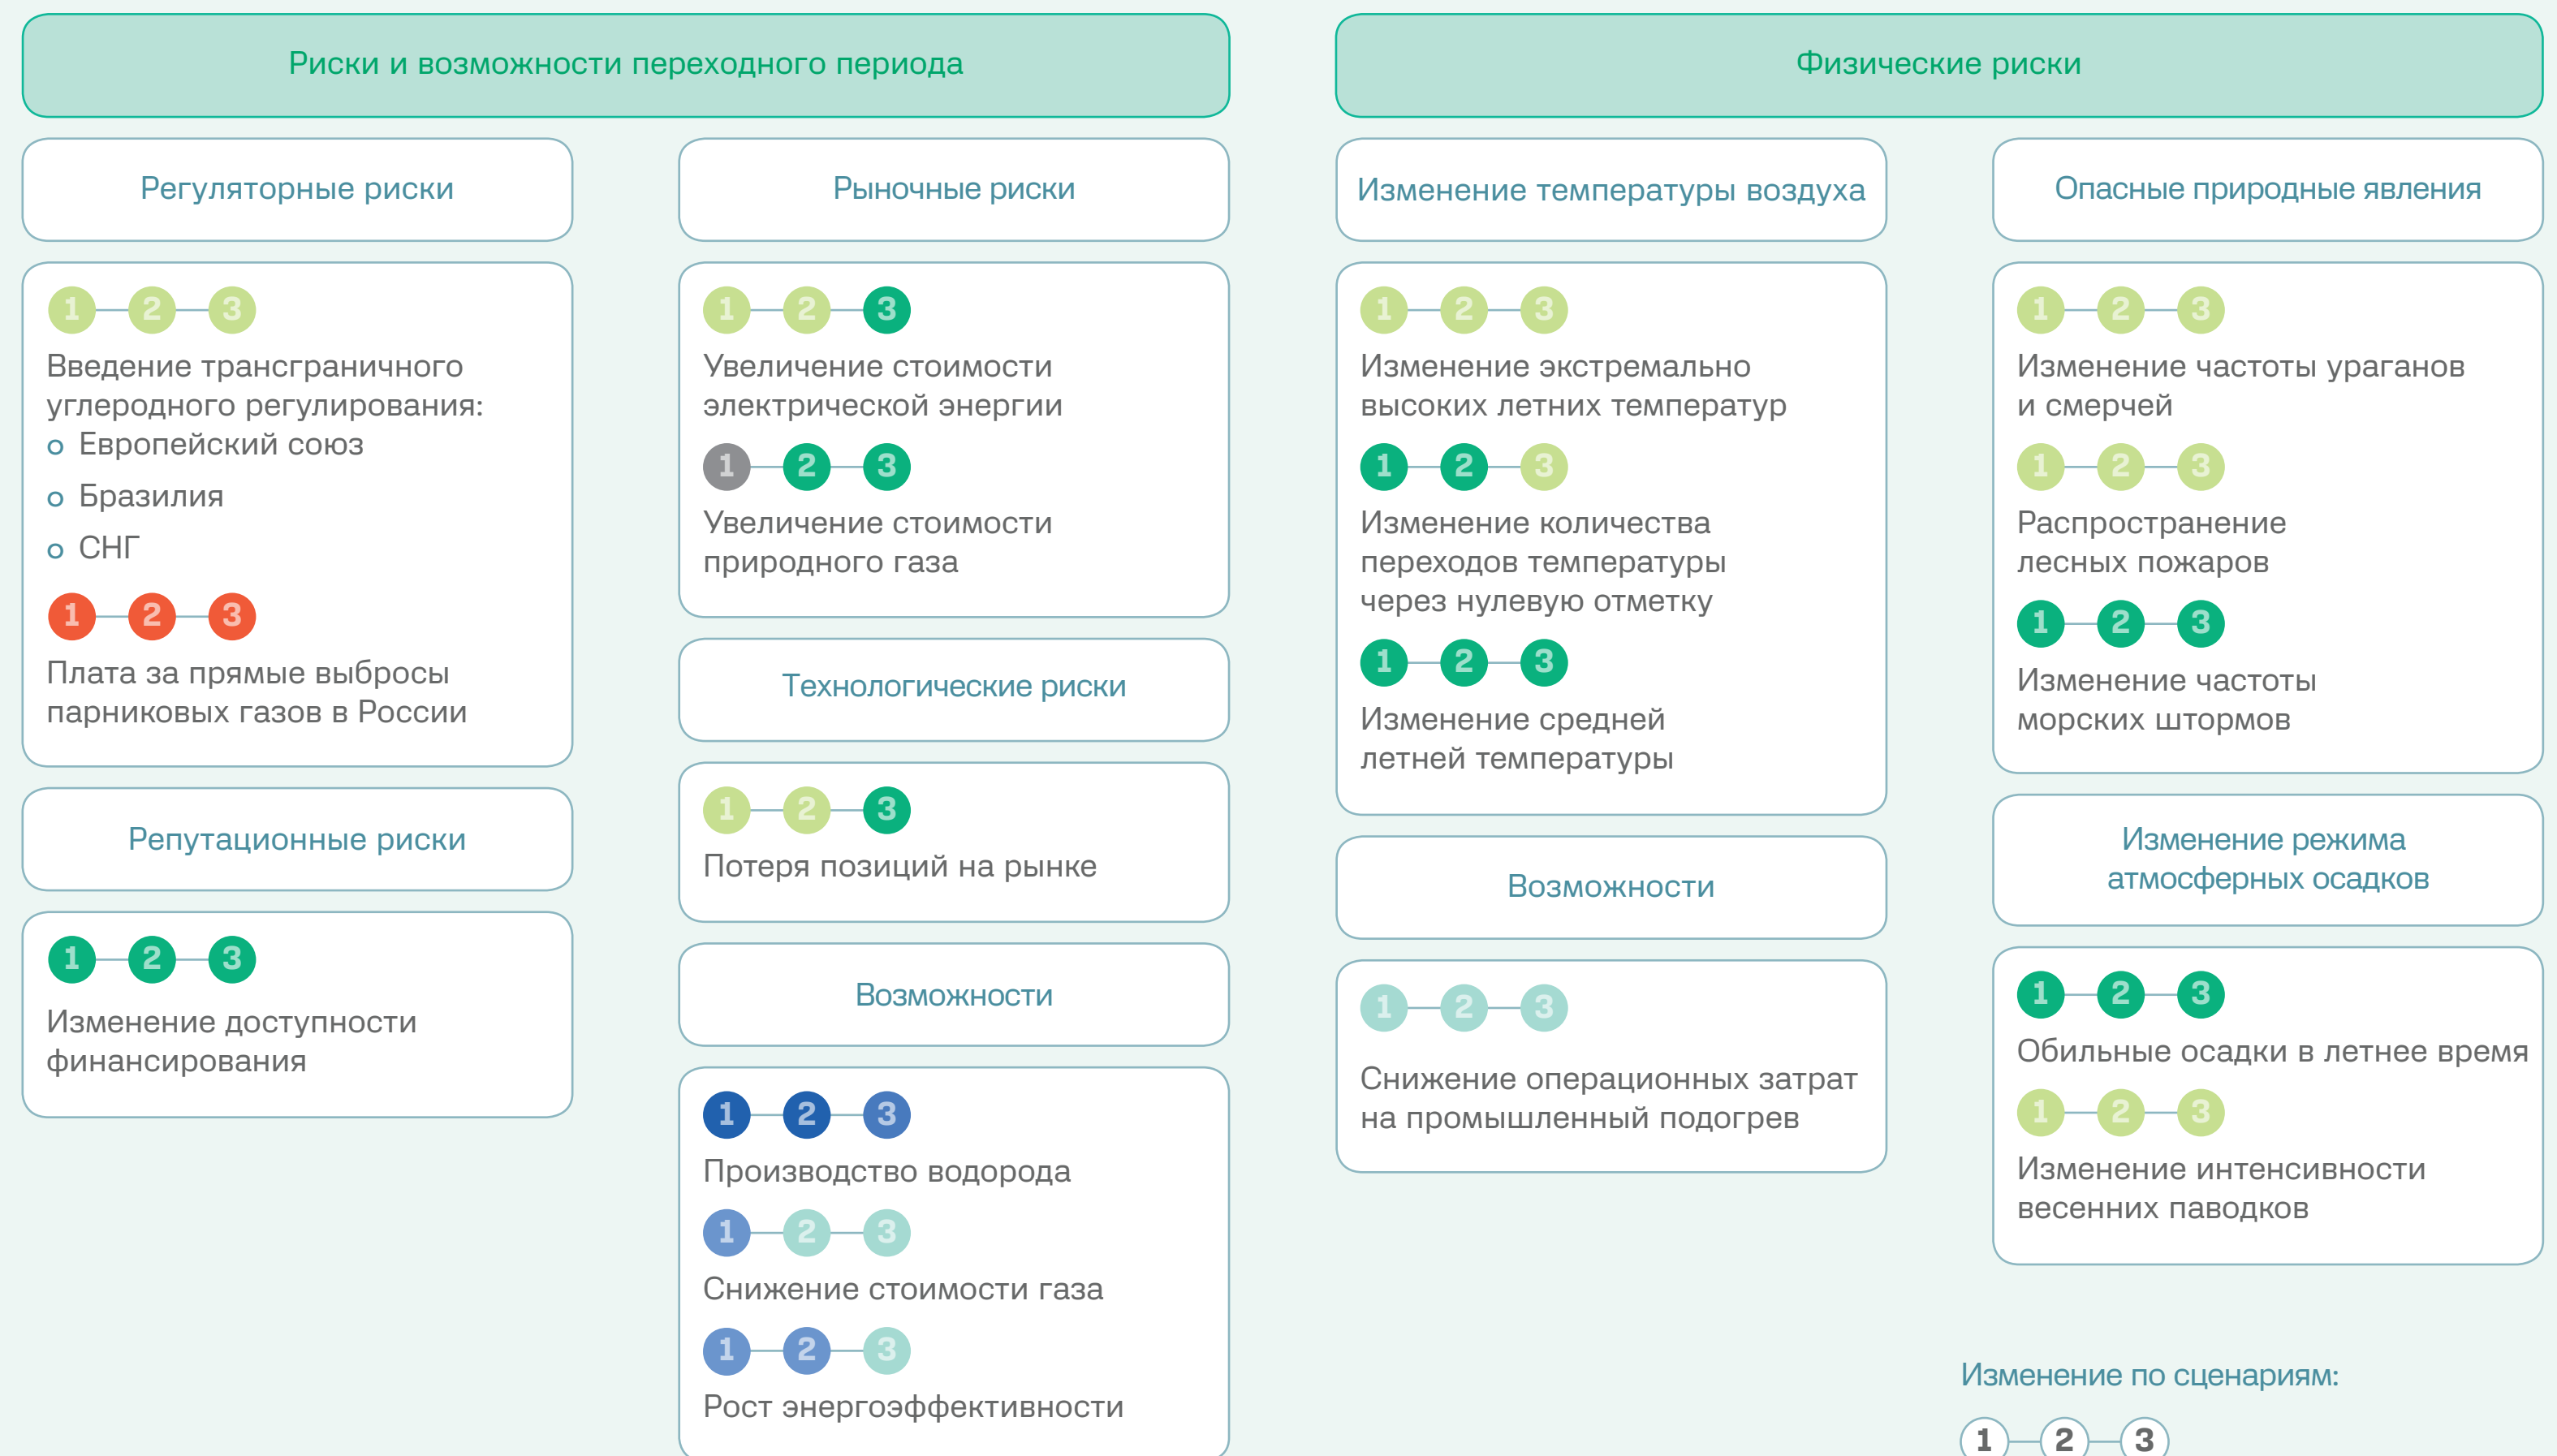 Риски и возможности переходного периода
Регуляторные риски
1 2 3
Введение трансграничного
углеродного регулирования:
o Европейский союз
o Бразилия
o СНГ
1 2 3
Плата за прямые выбросы
парниковых газов в России
Репутационные риски
1 2 3
Изменение доступности
финансирования
Рыночные риски
1 2 3
Увеличение стоимости
электрической энергии
1 2 3
Увеличение стоимости
природного газа
Технологические риски
1 2 3
Потеря позиций на рынке
Возможности
1 2 3
Производство водорода
1 2 3
Снижение стоимости газа
1 2 3
Рост энергоэффективности
Физические риски
Изменение температуры воздуха
1 2 3
Изменение экстремально
высоких летних температур
1 2 3
Изменение количества
переходов температуры
через нулевую отметку
1 2 3
Изменение средней
летней температуры
Возможности
1 2 3
Снижение операционных затрат
на промышленный подогрев
Опасные природные явления
1 2 3
Изменение частоты ураганов
и смерчей
1 2 3
Распространение
лесных пожаров
1 2 3
Изменение частоты
морских штормов
Изменение режима
атмосферных осадков
1 2 3
Обильные осадки в летнее время
1 2 3
Изменение интенсивности
весенних паводков
Изменение по сценариям:
1 2 3